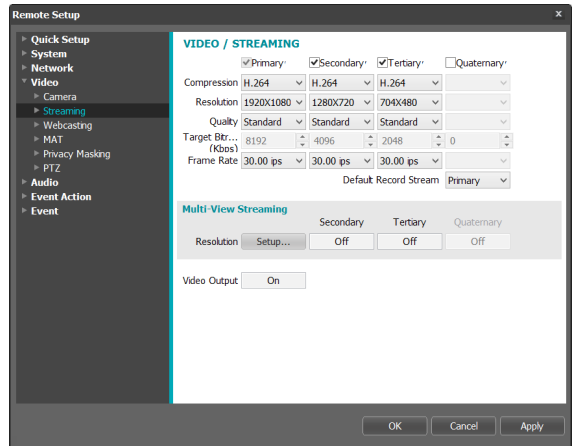 Remote Setup x
Quick Setup
System
Network
Video
Camera
Streaming
Webcasting
MAT
Privacy Masking
PTZ
Audio
Event Action
Event
VIDEO / STREAMING
Primary Secondary Tertiary Quaternary
Compression H.264 H.264 H.264
Resolution 1920X1080 1280X720 704X480
Quality Standard Standard Standard
Target Bitr... 8192 4096 2048 0
(Kbps)
Frame Rate 30.00 ips 30.00 ips 30.00 ips
Default Record Stream Primary
Multi-View Streaming
Secondary Tertiary Quaternary
Resolution Setup... Off Off Off
Video Output On
OK Cancel Apply